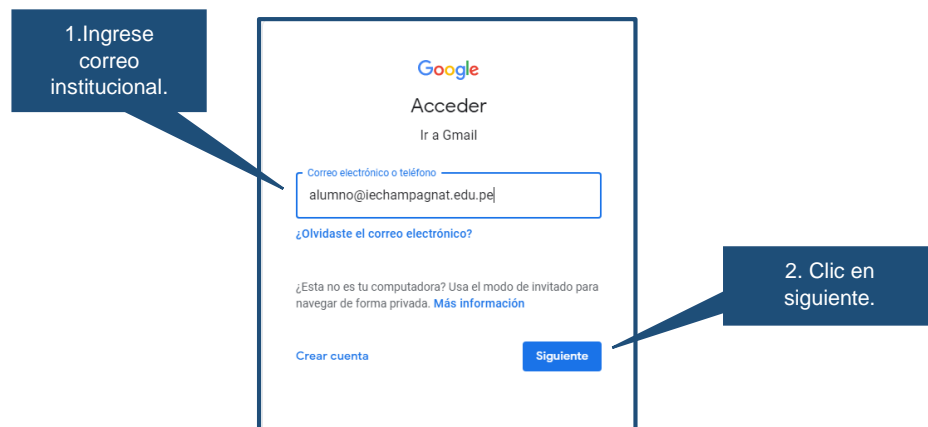 1.Ingrese
correo
institucional.
Google
Acceder
Ir a Gmail
Correo electrónico o teléfono
alumno@iechampagnat.edu.pe
¿Olvidaste el correo electrónico?
¿Esta no es tu computadora? Usa el modo de invitado para
navegar de forma privada. Más información
2. Clic en
siguiente.
Crear cuenta
Siguiente